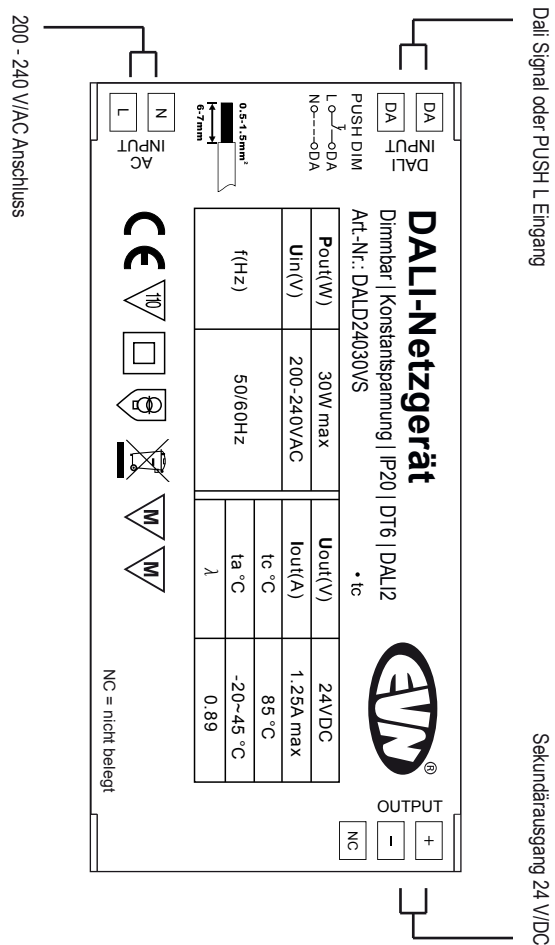 Dali Signal oder PUSH L Eingang
Sekundärausgang 24 V/DC
200 - 240 V/AC Anschluss
DALI-Netzgerät
Dimmbar | Konstantspannung | IP20 | DT6 | DALI2
Art.-Nr.: DALD24030VS
• tc
EVN ®
DALI
INPUT
DA
DA
PUSH DIM
L DA
N DA
0.5-1.5mm²
6-7mm
AC
INPUT
N
L
Pout(W) 30W max Uout(V) 24VDC
Uin(V) 200-240VAC Iout(A) 1.25A max
f(Hz) 50/60Hz tc °C 85 °C
ta °C -20~45 °C
λ 0.89
CE
110
M
M
NC = nicht belegt
OUTPUT
+
-
NC